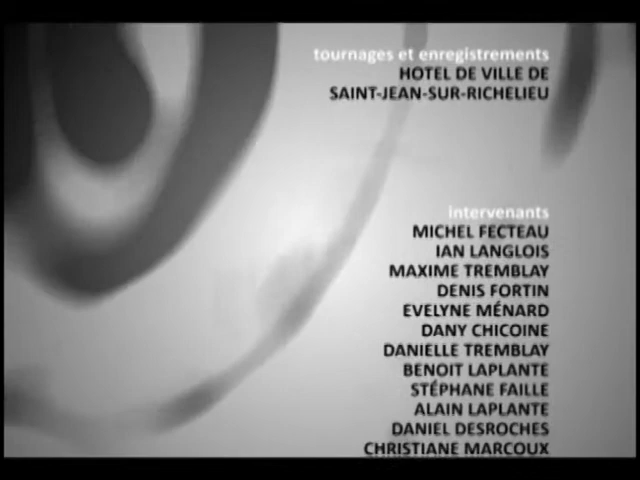 tournages et enregistrements
HOTEL DE VILLE DE
SAINT-JEAN-SUR-RICHELIEU
intervenants
MICHEL FECTEAU
IAN LANGLOIS
MAXIME TREMBLAY
DENIS FORTIN
EVELYNE MÉNARD
DANY CHICOINE
DANIELLE TREMBLAY
BENOIT LAPLANTE
STÉPHANE FAILLE
ALAIN LAPLANTE
DANIEL DESROCHES
CHRISTIANE MARCOUX